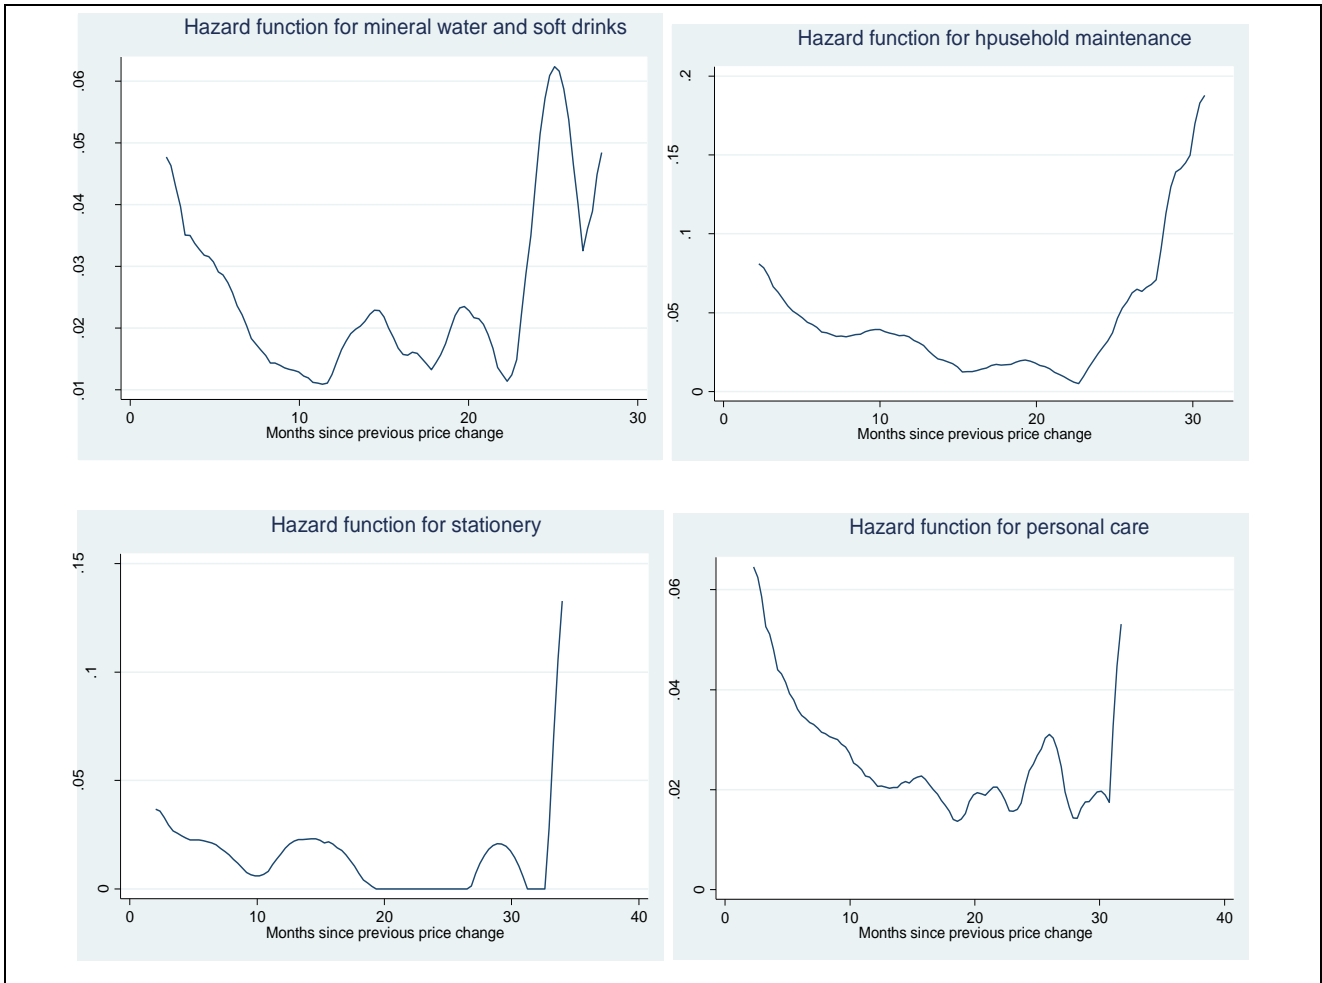 Hazard function for mineral water and soft drinks
.06
.05
.04
.03
.02
.01
0 10 20 30
Months since previous price change
Hazard function for hpusehold maintenance
.2
.15
.1
.05
0
0 10 20 30
Months since previous price change
Hazard function for stationery
.15
.1
.05
0
0 10 20 30 40
Months since previous price change
Hazard function for personal care
.06
.04
.02
0
0 10 20 30 40
Months since previous price change